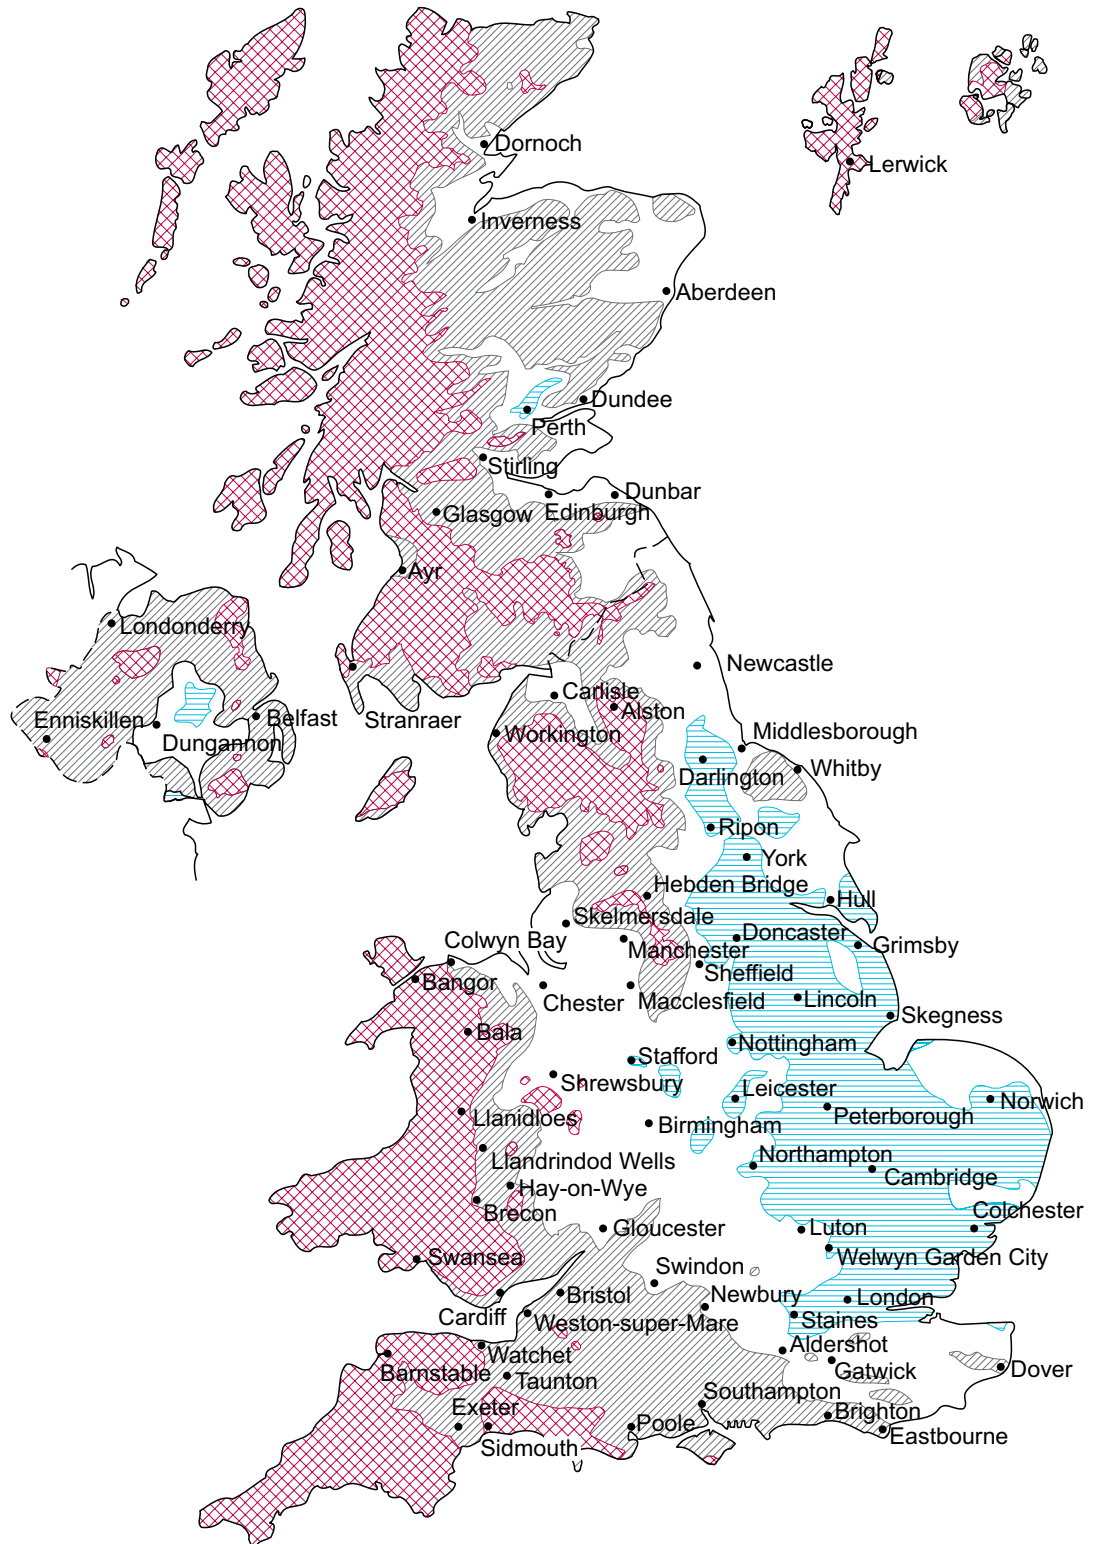 Dornoch
Lerwick
Inverness
Aberdeen
Dundee
Perth
Stirling
Dunbar
Glasgow
Edinburgh
Ayr
Londonderry
Newcastle
Carlisle
Alston
Enniskillen
Belfast
Stranraer
Dungannon
Workington
Middlesborough
Whitby
Darlington
Ripon
York
Hebden Bridge
Hull
Skelmersdale
Doncaster
Colwyn Bay
Manchester
Grimsby
Sheffield
Bangor
Chester
Macclesfield
Lincoln
Skegness
Bala
Nottingham
Stafford
Shrewsbury
Leicester
Norwich
Llanidloes
Peterborough
Birmingham
Llandrindod Wells
Northampton
Cambridge
Hay-on-Wye
Brecon
Colchester
Gloucester
Luton
Swansea
Welwyn Garden City
Swindon
Cardiff
Bristol
Newbury
London
Weston-super-Mare
Staines
Aldershot
Watchet
Barnstable
Gatwick
Dover
Taunton
Southampton
Exeter
Poole
Brighton
Sidmouth
Eastbourne